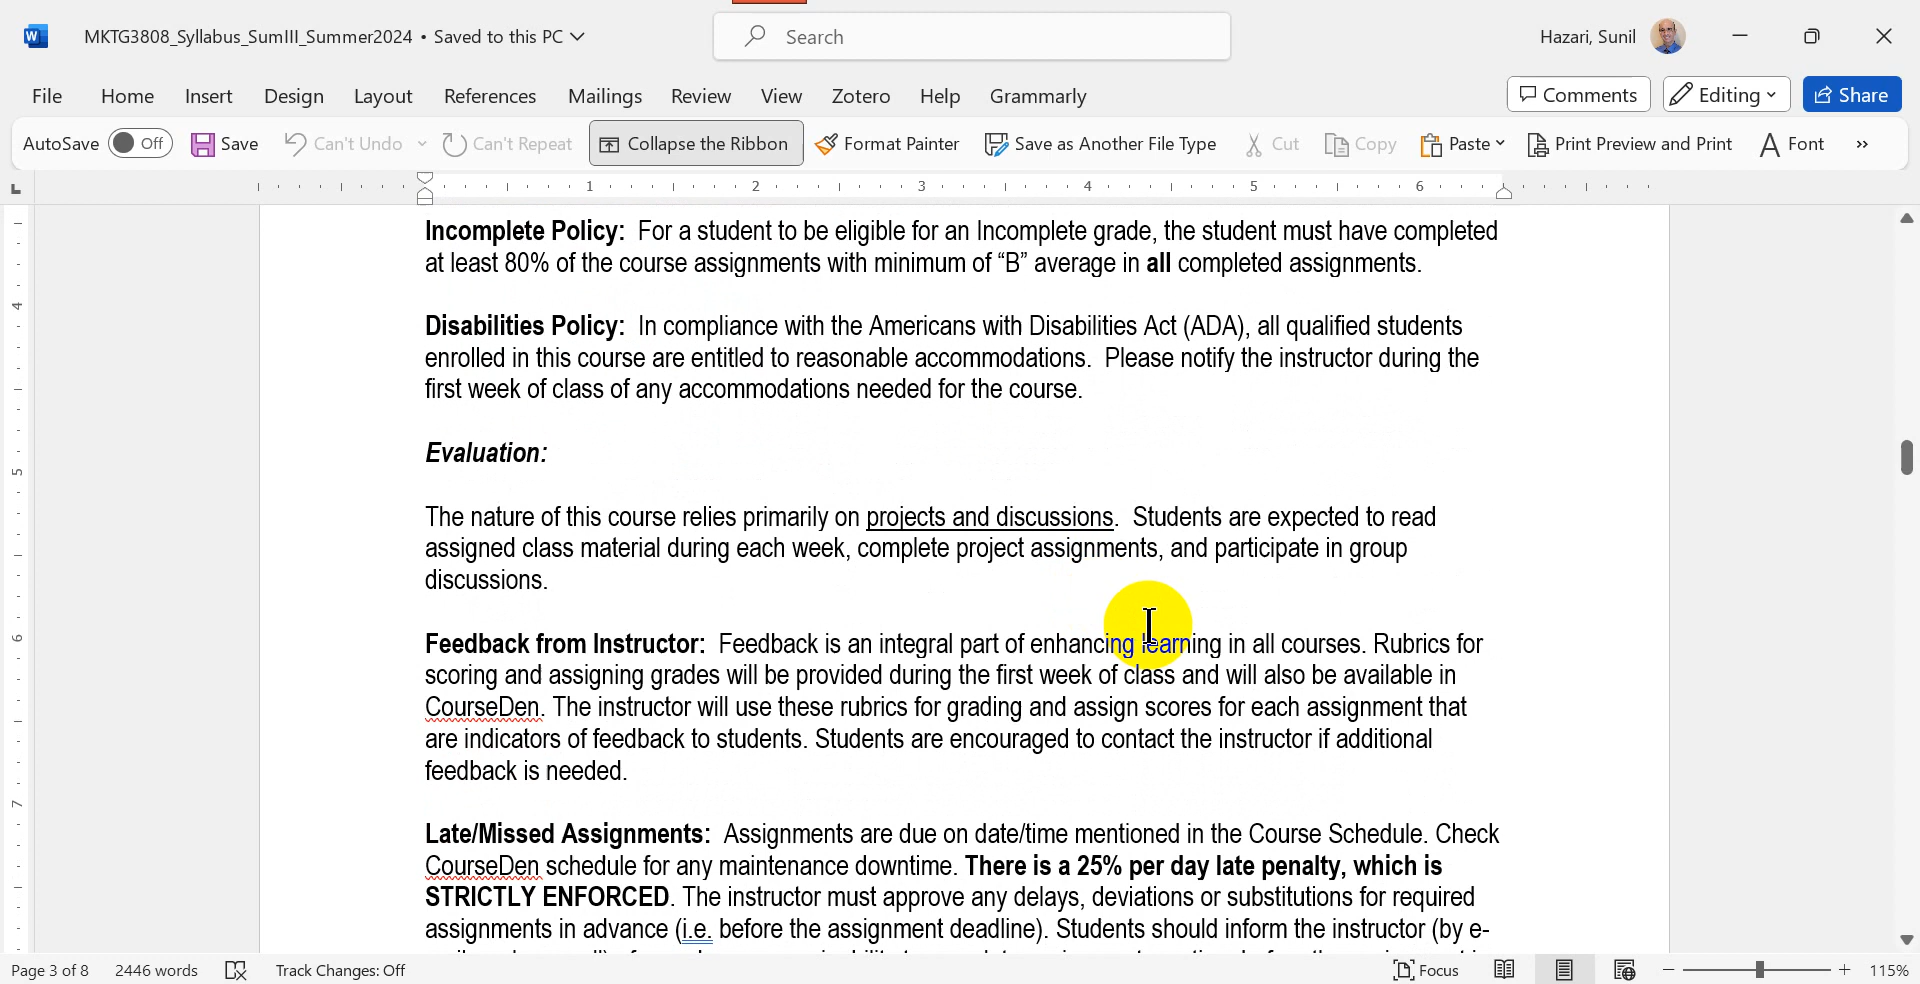 MKTG3808_Syllabus_SumIII_Summer2024 • Saved to this PC
Search
Hazari, Sunil
File Home Insert Design Layout References Mailings Review View Zotero Help Grammarly
Comments Editing Share
AutoSave Off Save Can't Undo Can't Repeat Collapse the Ribbon Format Painter Save as Another File Type Cut Copy Paste Print Preview and Print Font »
1 2 3 4 5 6
Incomplete Policy: For a student to be eligible for an Incomplete grade, the student must have completed
at least 80% of the course assignments with minimum of “B” average in all completed assignments.
4
Disabilities Policy: In compliance with the Americans with Disabilities Act (ADA), all qualified students
enrolled in this course are entitled to reasonable accommodations. Please notify the instructor during the
first week of class of any accommodations needed for the course.
Evaluation:
5
The nature of this course relies primarily on projects and discussions. Students are expected to read
assigned class material during each week, complete project assignments, and participate in group
discussions.
6
Feedback from Instructor: Feedback is an integral part of enhancing learning in all courses. Rubrics for
scoring and assigning grades will be provided during the first week of class and will also be available in
CourseDen. The instructor will use these rubrics for grading and assign scores for each assignment that
are indicators of feedback to students. Students are encouraged to contact the instructor if additional
feedback is needed.
7
Late/Missed Assignments: Assignments are due on date/time mentioned in the Course Schedule. Check
CourseDen schedule for any maintenance downtime. There is a 25% per day late penalty, which is
STRICTLY ENFORCED. The instructor must approve any delays, deviations or substitutions for required
assignments in advance (i.e. before the assignment deadline). Students should inform the instructor (by e-
Page 3 of 8 2446 words Track Changes: Off Focus 115%